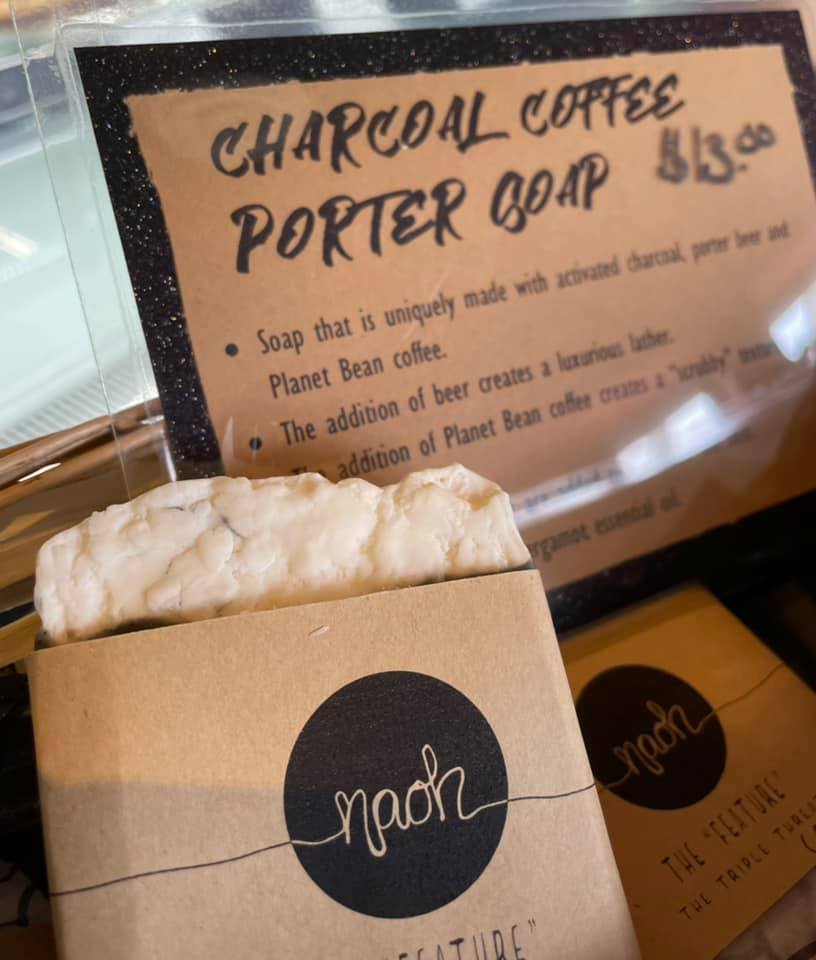 CHARCOAL COFFEE
PORTER SOAP
$13.00
• Soap that is uniquely made with activated charcoal, porter beer and
Planet Bean coffee.
• The addition of beer creates a luxurious lather.
addition of Planet Bean coffee creates a "scrubby"
essential oil.
naoh
"FEATURE"
naoh
THE "FEATURE"
THE TRIPLE